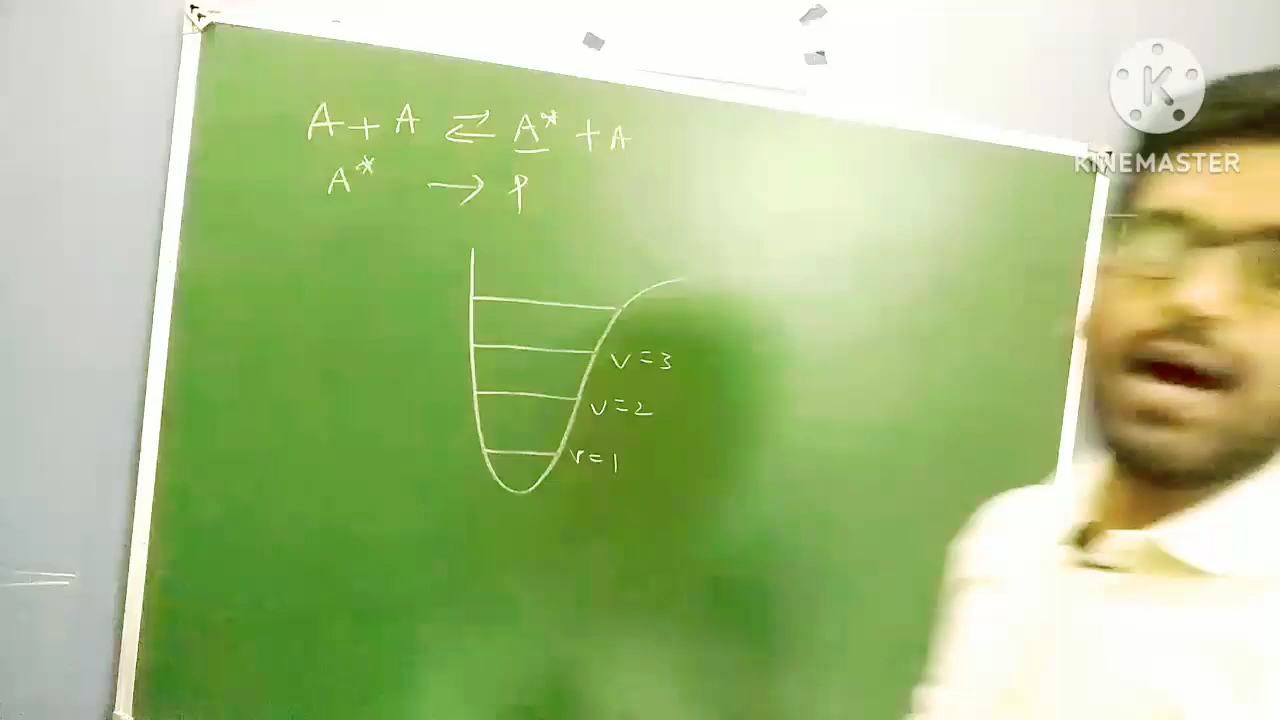 A + A ⇌ A* + A
A* → P
v = 3
v = 2
v = 1
K
KINEMASTER